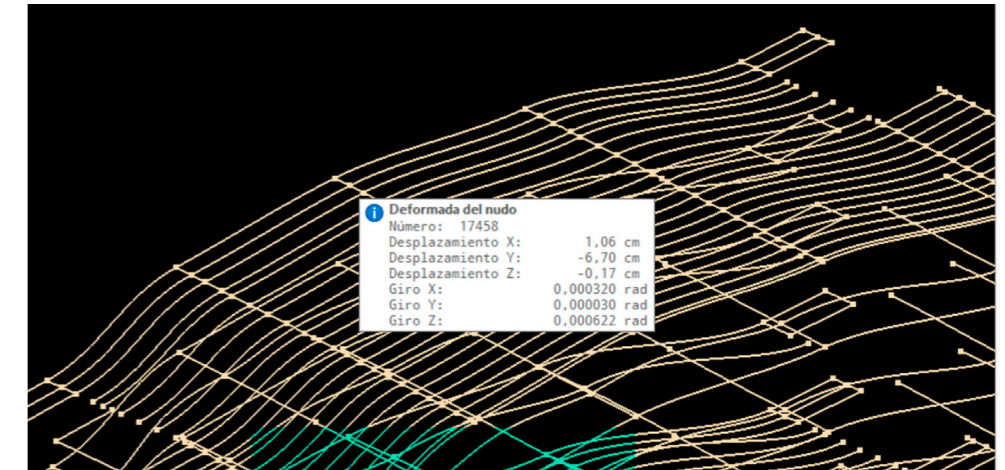 Deformada del nudo
Número: 17458
Desplazamiento X: 1,06 cm
Desplazamiento Y: -6,70 cm
Desplazamiento Z: -0,17 cm
Giro X: 0,000320 rad
Giro Y: 0,000030 rad
Giro Z: 0,000622 rad